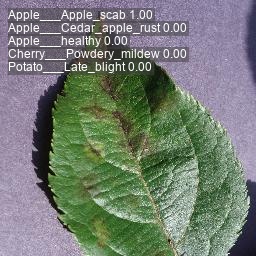 Apple___Apple_scab 1.00
Apple___Cedar_apple_rust 0.00
Apple___healthy 0.00
Cherry___Powdery_mildew 0.00
Potato___Late_blight 0.00